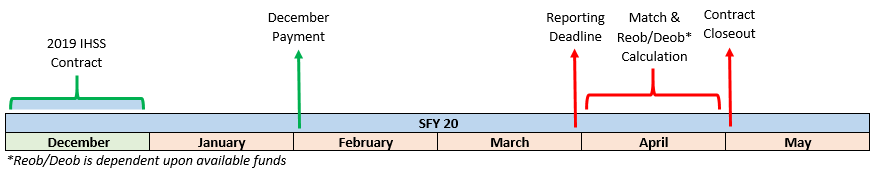 2019 IHSS
Contract
December
Payment
Reporting
Deadline
Match &
Reob/Deob*
Calculation
Contract
Closeout
SFY 20
December
January
February
March
April
May
*Reob/Deob is dependent upon available funds